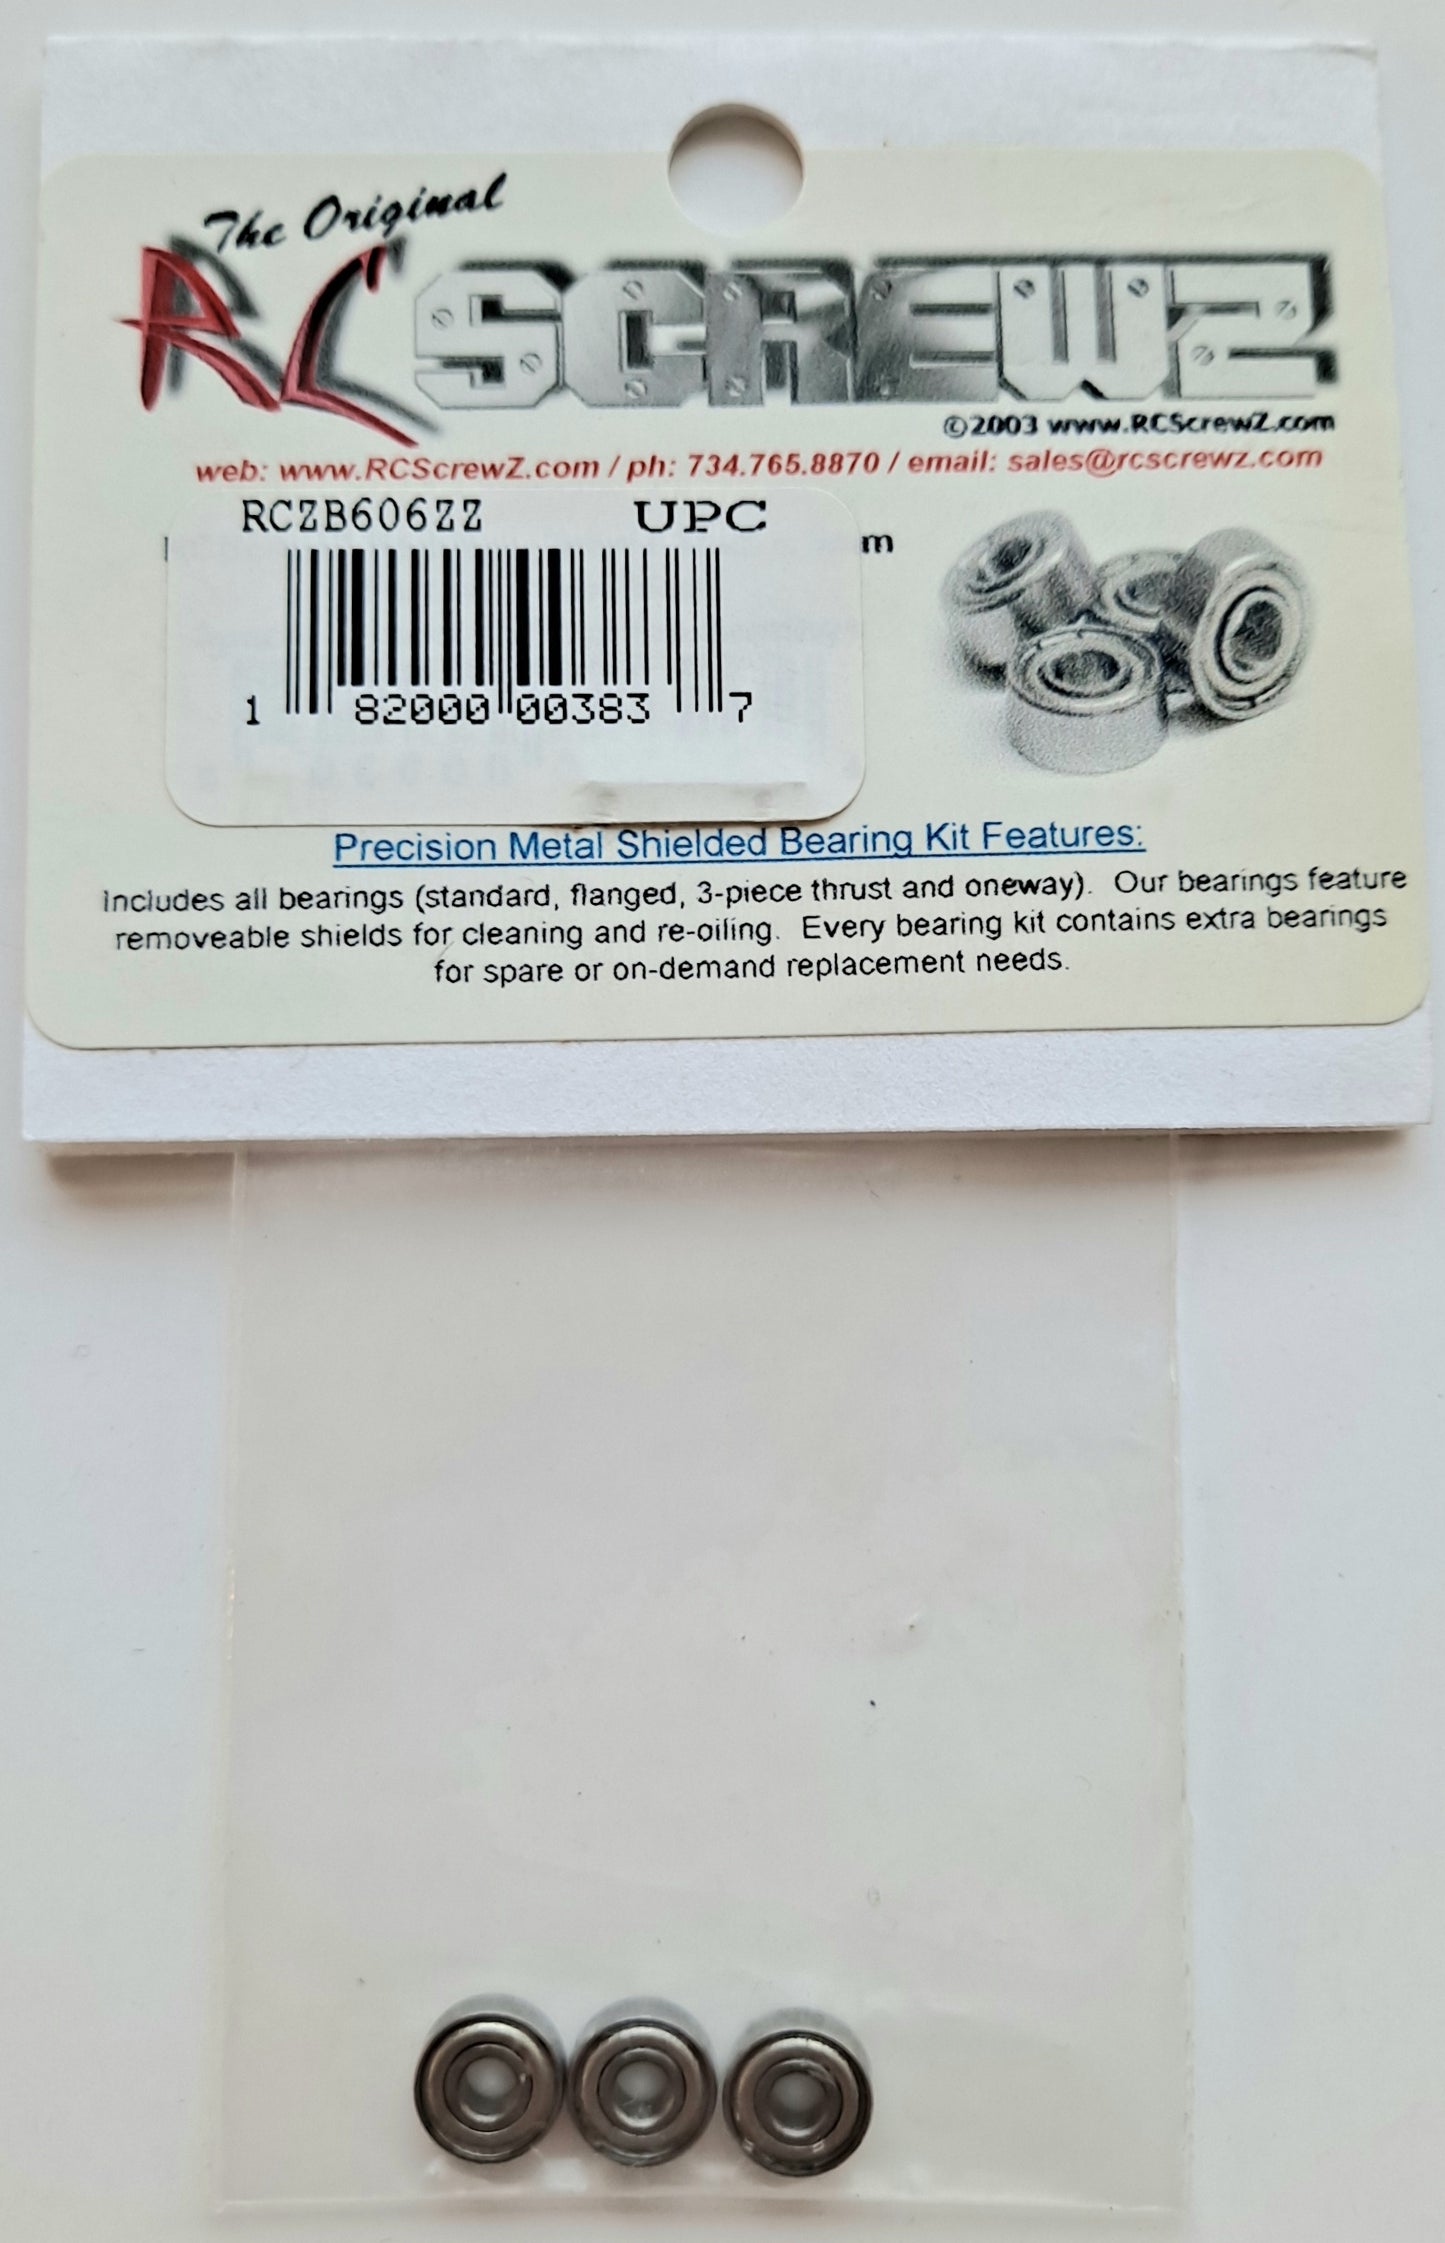 The Original
RC SCREWZ
©2003 www.RCScrewZ.com
web: www.RCScrewZ.com / ph: 734.765.8870 / email: sales@rcscrewz.com
RCZB606ZZ UPC
m
1 82000 00383 7
Precision Metal Shielded Bearing Kit Features:
Includes all bearings (standard, flanged, 3-piece thrust and oneway). Our bearings feature
removeable shields for cleaning and re-oiling. Every bearing kit contains extra bearings
for spare or on-demand replacement needs.